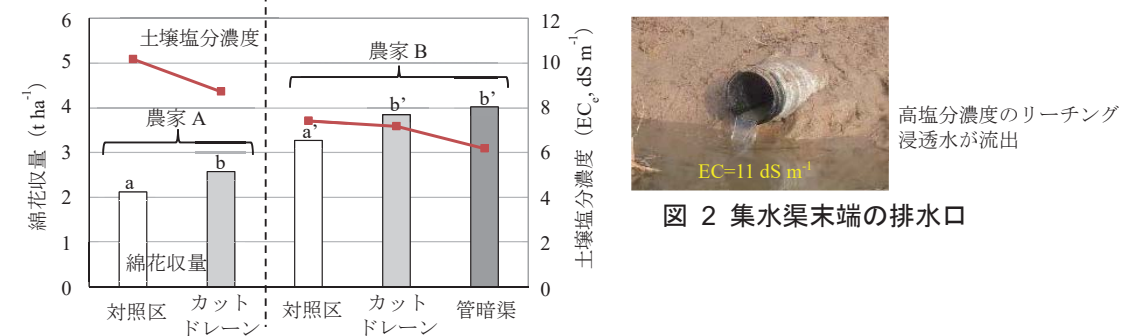 6
5
4
3
2
1
0
綿花収量 (t ha⁻¹)
12
10
8
6
4
2
0
土壌塩分濃度 (ECe, dS m⁻¹)
土壌塩分濃度
農家 A
農家 B
a
b
a’
b’
b’
綿花収量
対照区
カット
ドレーン
対照区
カット
ドレーン
管暗渠
EC=11 dS m⁻¹
高塩分濃度のリーチング
浸透水が流出
図 2 集水渠末端の排水口